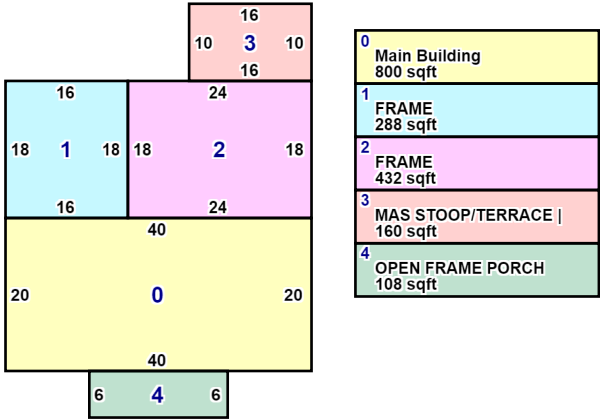 16
10 3 10
16
16
18 1 18
16
24
18 2 18
24
40
20 0 20
40
6 4 6
0
Main Building
800 sqft
1
FRAME
288 sqft
2
FRAME
432 sqft
3
MAS STOOP/TERRACE |
160 sqft
4
OPEN FRAME PORCH
108 sqft